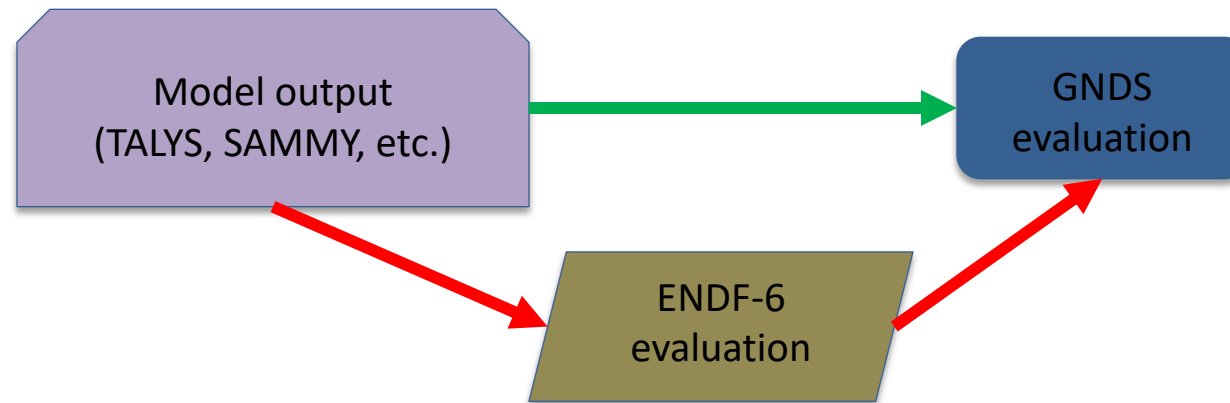 Model output
(TALYS, SAMMY, etc.)
GNDS
evaluation
ENDF-6
evaluation